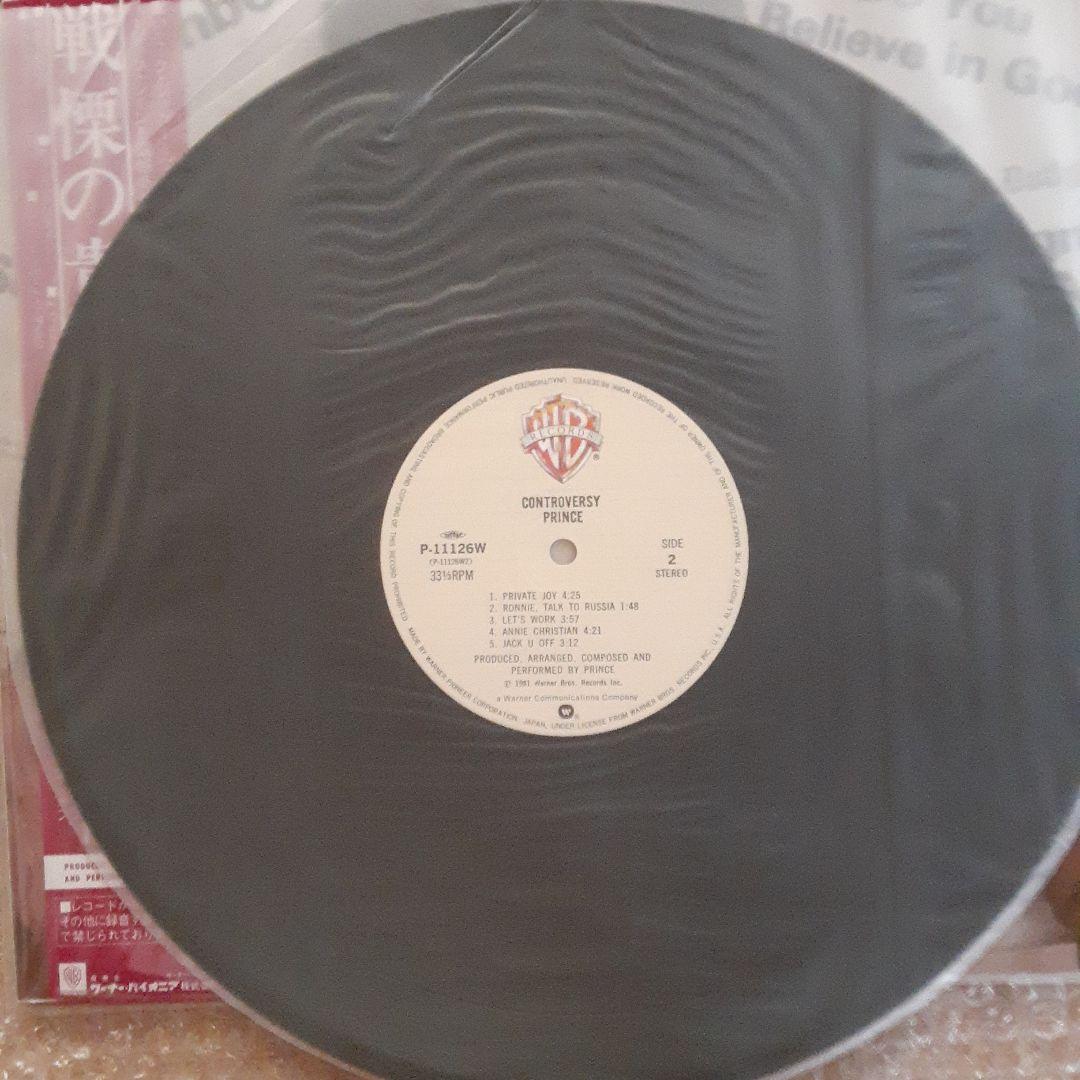 戦慄の貴
You
Believe in Go
UNAUTHORIZED PUBLIC PERFORMANCE, BROADCASTING AND COPYING OF THIS RECORD PROHIBITED. MADE BY WARNER-PIONEER CORPORATION, JAPAN, UNDER LICENSE FROM WARNER BROS. RECORDS INC., U.S.A. ALL RIGHTS OF THE MANUFACTURER AND OF THE OWNER OF THE RECORDED WORK RESERVED.
WB
RECORDS®
CONTROVERSY
PRINCE
P-11126W
(P-11126W2)
33⅓RPM
SIDE
2
STEREO
1. PRIVATE JOY 4:25
2. RONNIE, TALK TO RUSSIA 1:48
3. LET'S WORK 3:57
4. ANNIE CHRISTIAN 4:21
5. JACK U OFF 3:12
PRODUCED, ARRANGED, COMPOSED AND
PERFORMED BY PRINCE
Ⓟ 1981 Warner Bros. Records Inc.
a Warner Communications Company
PRODUC
AND PER
■レコードか
その他に録音
で禁じられており
ワーナー・パイオニア株式